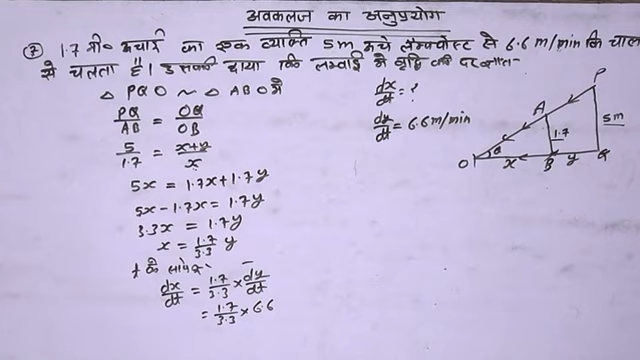 अवकलज का अनुप्रयोग
⑦ 1.7 मी० ऊचाई का एक व्यक्ति 5m ऊचे लैम्पपोस्ट से 6.6 m/min कि चाल
से चलता है। उसकी छाया कि लम्बाई में वृद्धि की दर
△ PQO ~ △ ABO में
PQ/AB = OQ/OB
5/1.7 = x+y/x
5x = 1.7x+1.7y
5x-1.7x = 1.7y
3.3x = 1.7y
x = 1.7/3.3 y
t के सापेक्ष
dx/dt = 1.7/3.3 × dy/dt
= 1.7/3.3 × 6.6
dx/dt = ?
dy/dt = 6.6 m/min
P
A
5m
1.7
O
θ
x
B
y
Q